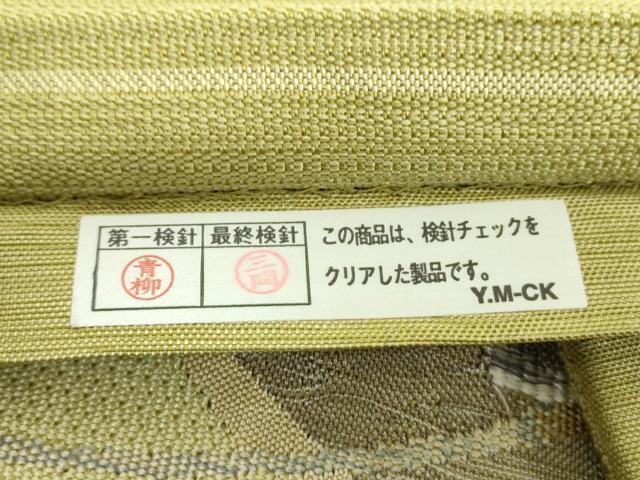 第一検針 最終検針
青柳
三岡
この商品は、検針チェックを
クリアした製品です。
Y.M-CK